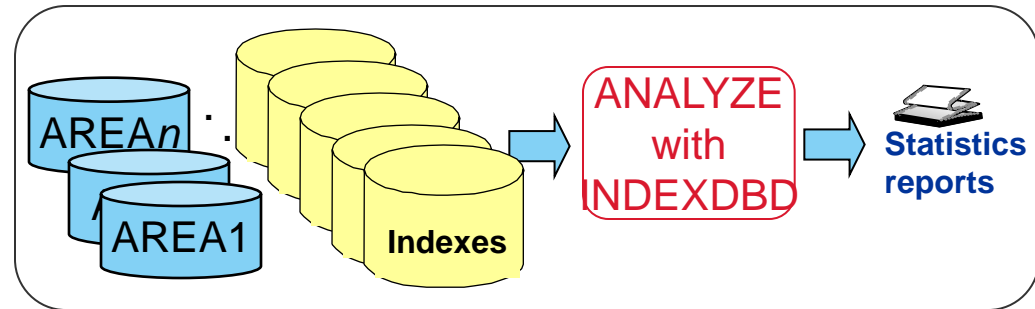 AREAn
AREA1
Indexes
ANALYZE
with
INDEXDBD
Statistics
reports